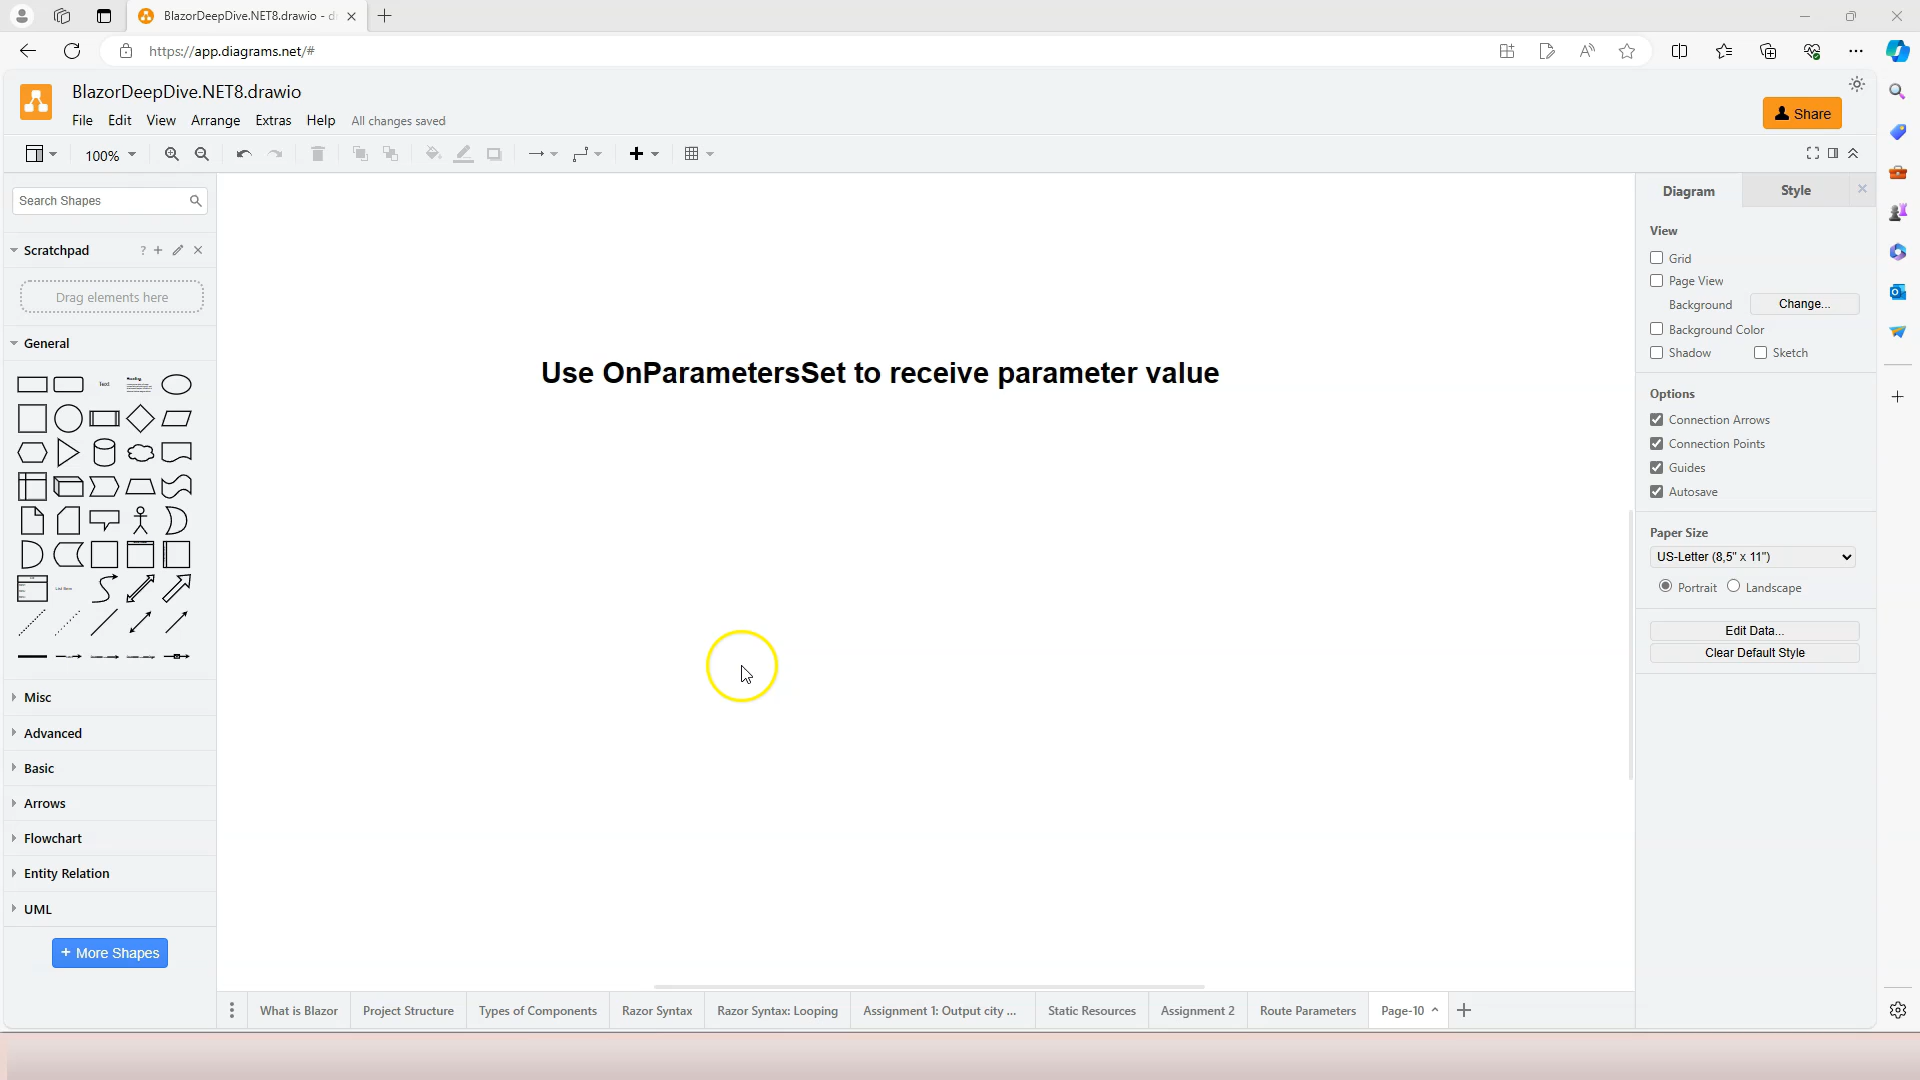 BlazorDeepDive.NET8.drawio - d
https://app.diagrams.net/#
BlazorDeepDive.NET8.drawio
File Edit View Arrange Extras Help All changes saved
Share
100%
Search Shapes
Scratchpad
?
Drag elements here
General
Text
Heading
List Item
Misc
Advanced
Basic
Arrows
Flowchart
Entity Relation
UML
+ More Shapes
Use OnParametersSet to receive parameter value
Diagram Style
View
Grid
Page View
Background Change...
Background Color
Shadow Sketch
Options
Connection Arrows
Connection Points
Guides
Autosave
Paper Size
US-Letter (8,5" x 11")
Portrait Landscape
Edit Data...
Clear Default Style
What is Blazor Project Structure Types of Components Razor Syntax Razor Syntax: Looping Assignment 1: Output city ... Static Resources Assignment 2 Route Parameters Page-10